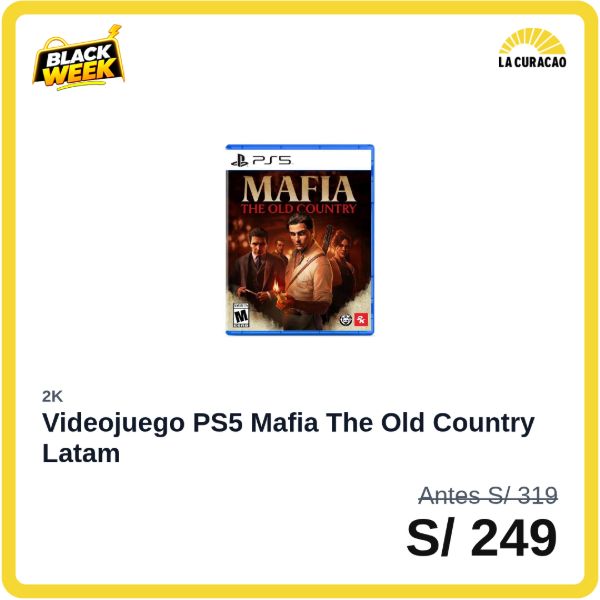 BLACK
WEEK
LA CURACAO
PS5
MAFIA
THE OLD COUNTRY
M
2K
2K
Videojuego PS5 Mafia The Old Country
Latam
Antes S/ 319
S/ 249